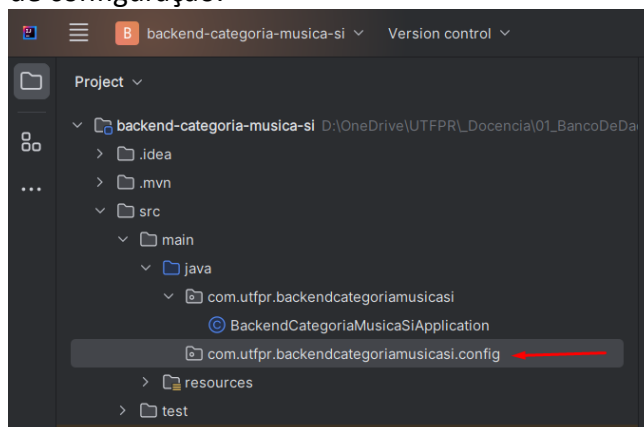 de configuração.
B backend-categoria-musica-si Version control
Project
backend-categoria-musica-si D:\OneDrive\UTFPR\_Docencia\01_BancoDeDa
.idea
.mvn
src
main
java
com.utfpr.backendcategoriamusicasi
C BackendCategoriaMusicaSiApplication
com.utfpr.backendcategoriamusicasi.config
resources
test